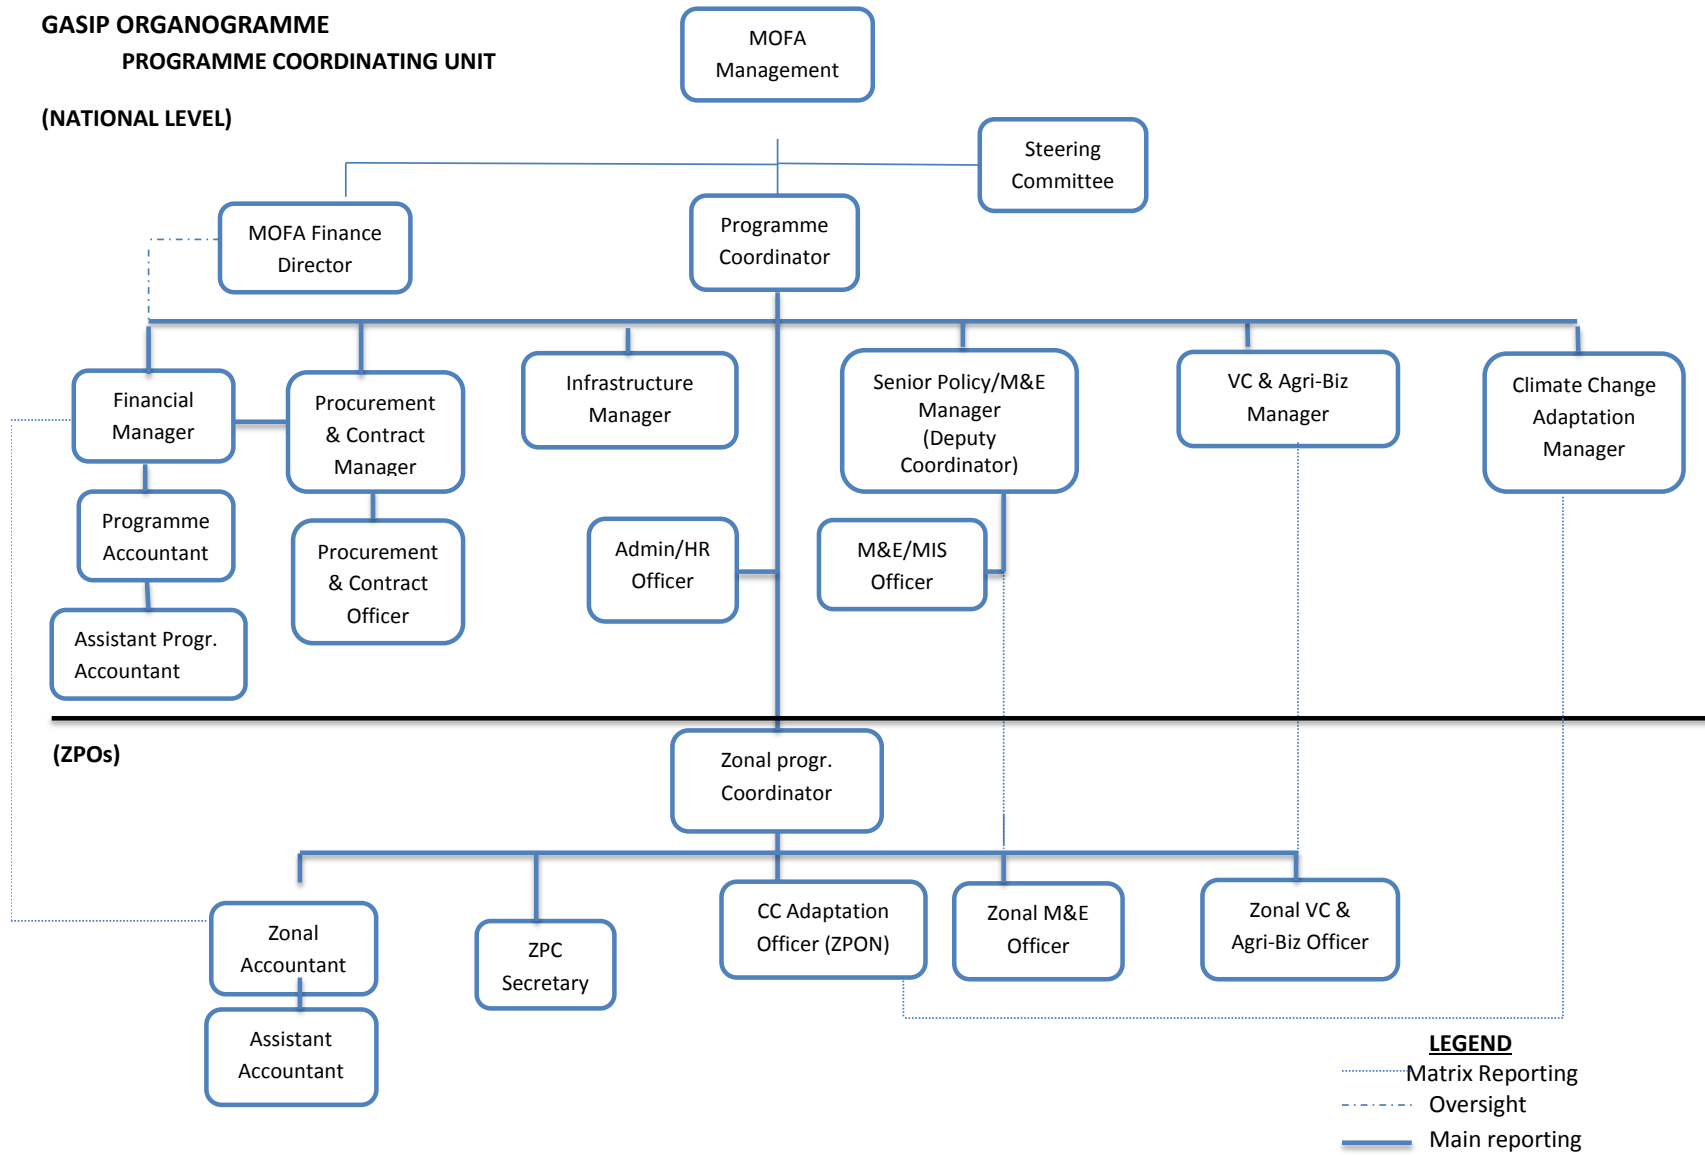 GASIP ORGANOGRAMME
PROGRAMME COORDINATING UNIT
(NATIONAL LEVEL)
MOFA
Management
Steering
Committee
MOFA Finance
Director
Programme
Coordinator
Financial
Manager
Procurement
& Contract
Manager
Infrastructure
Manager
Senior Policy/M&E
Manager
(Deputy
Coordinator)
VC & Agri-Biz
Manager
Climate Change
Adaptation
Manager
Programme
Accountant
Procurement
& Contract
Officer
Admin/HR
Officer
M&E/MIS
Officer
Assistant Progr.
Accountant
(ZPOs)
Zonal progr.
Coordinator
Zonal
Accountant
ZPC
Secretary
CC Adaptation
Officer (ZPON)
Zonal M&E
Officer
Zonal VC &
Agri-Biz Officer
Assistant
Accountant
LEGEND
Matrix Reporting
Oversight
Main reporting